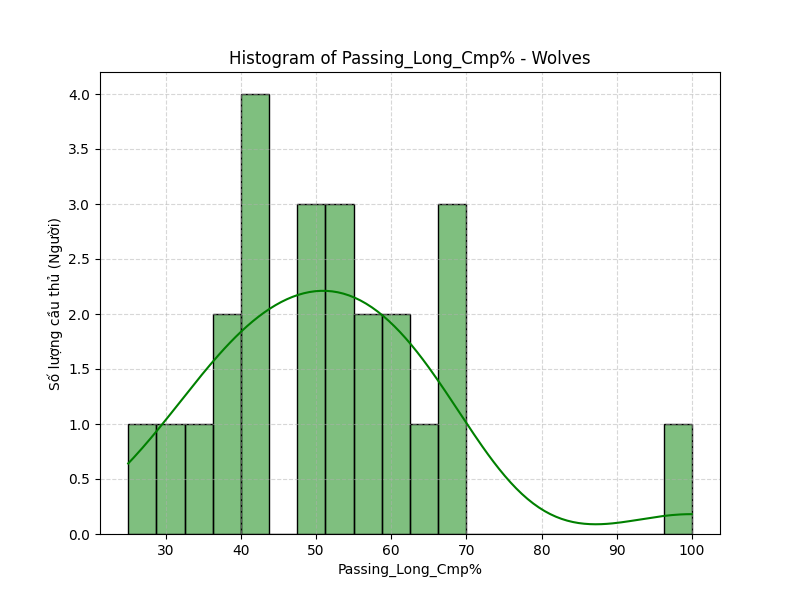 Histogram of Passing_Long_Cmp% - Wolves
Số lượng cầu thủ (Người)
4.0
3.5
3.0
2.5
2.0
1.5
1.0
0.5
0.0
30 40 50 60 70 80 90 100
Passing_Long_Cmp%